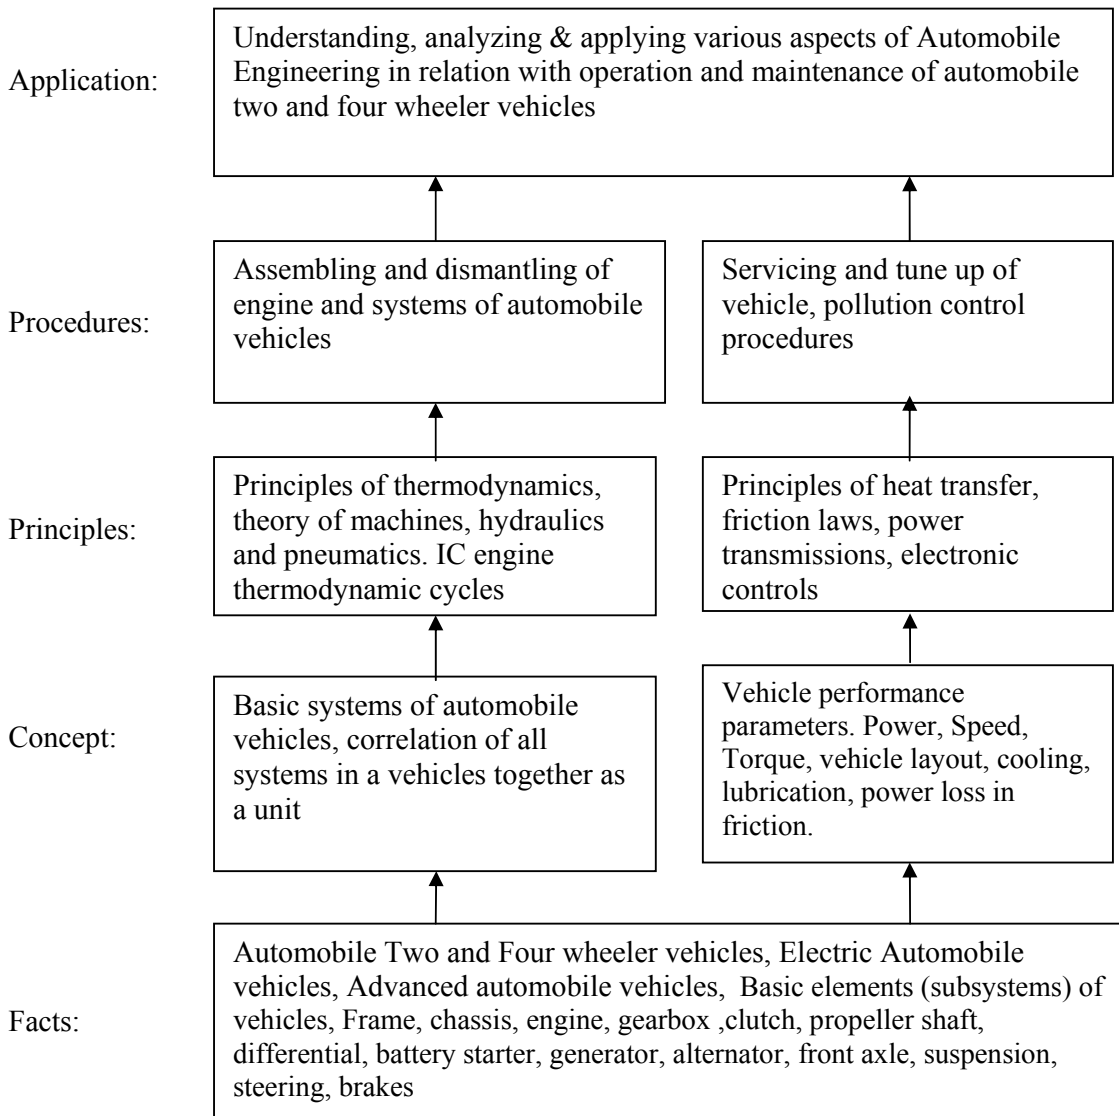 Application:
Understanding, analyzing & applying various aspects of Automobile
Engineering in relation with operation and maintenance of automobile
two and four wheeler vehicles
Procedures:
Assembling and dismantling of
engine and systems of automobile
vehicles
Servicing and tune up of
vehicle, pollution control
procedures
Principles:
Principles of thermodynamics,
theory of machines, hydraulics
and pneumatics. IC engine
thermodynamic cycles
Principles of heat transfer,
friction laws, power
transmissions, electronic
controls
Concept:
Basic systems of automobile
vehicles, correlation of all
systems in a vehicles together as
a unit
Vehicle performance
parameters. Power, Speed,
Torque, vehicle layout, cooling,
lubrication, power loss in
friction.
Facts:
Automobile Two and Four wheeler vehicles, Electric Automobile
vehicles, Advanced automobile vehicles,  Basic elements (subsystems) of
vehicles, Frame, chassis, engine, gearbox ,clutch, propeller shaft,
differential, battery starter, generator, alternator, front axle, suspension,
steering, brakes